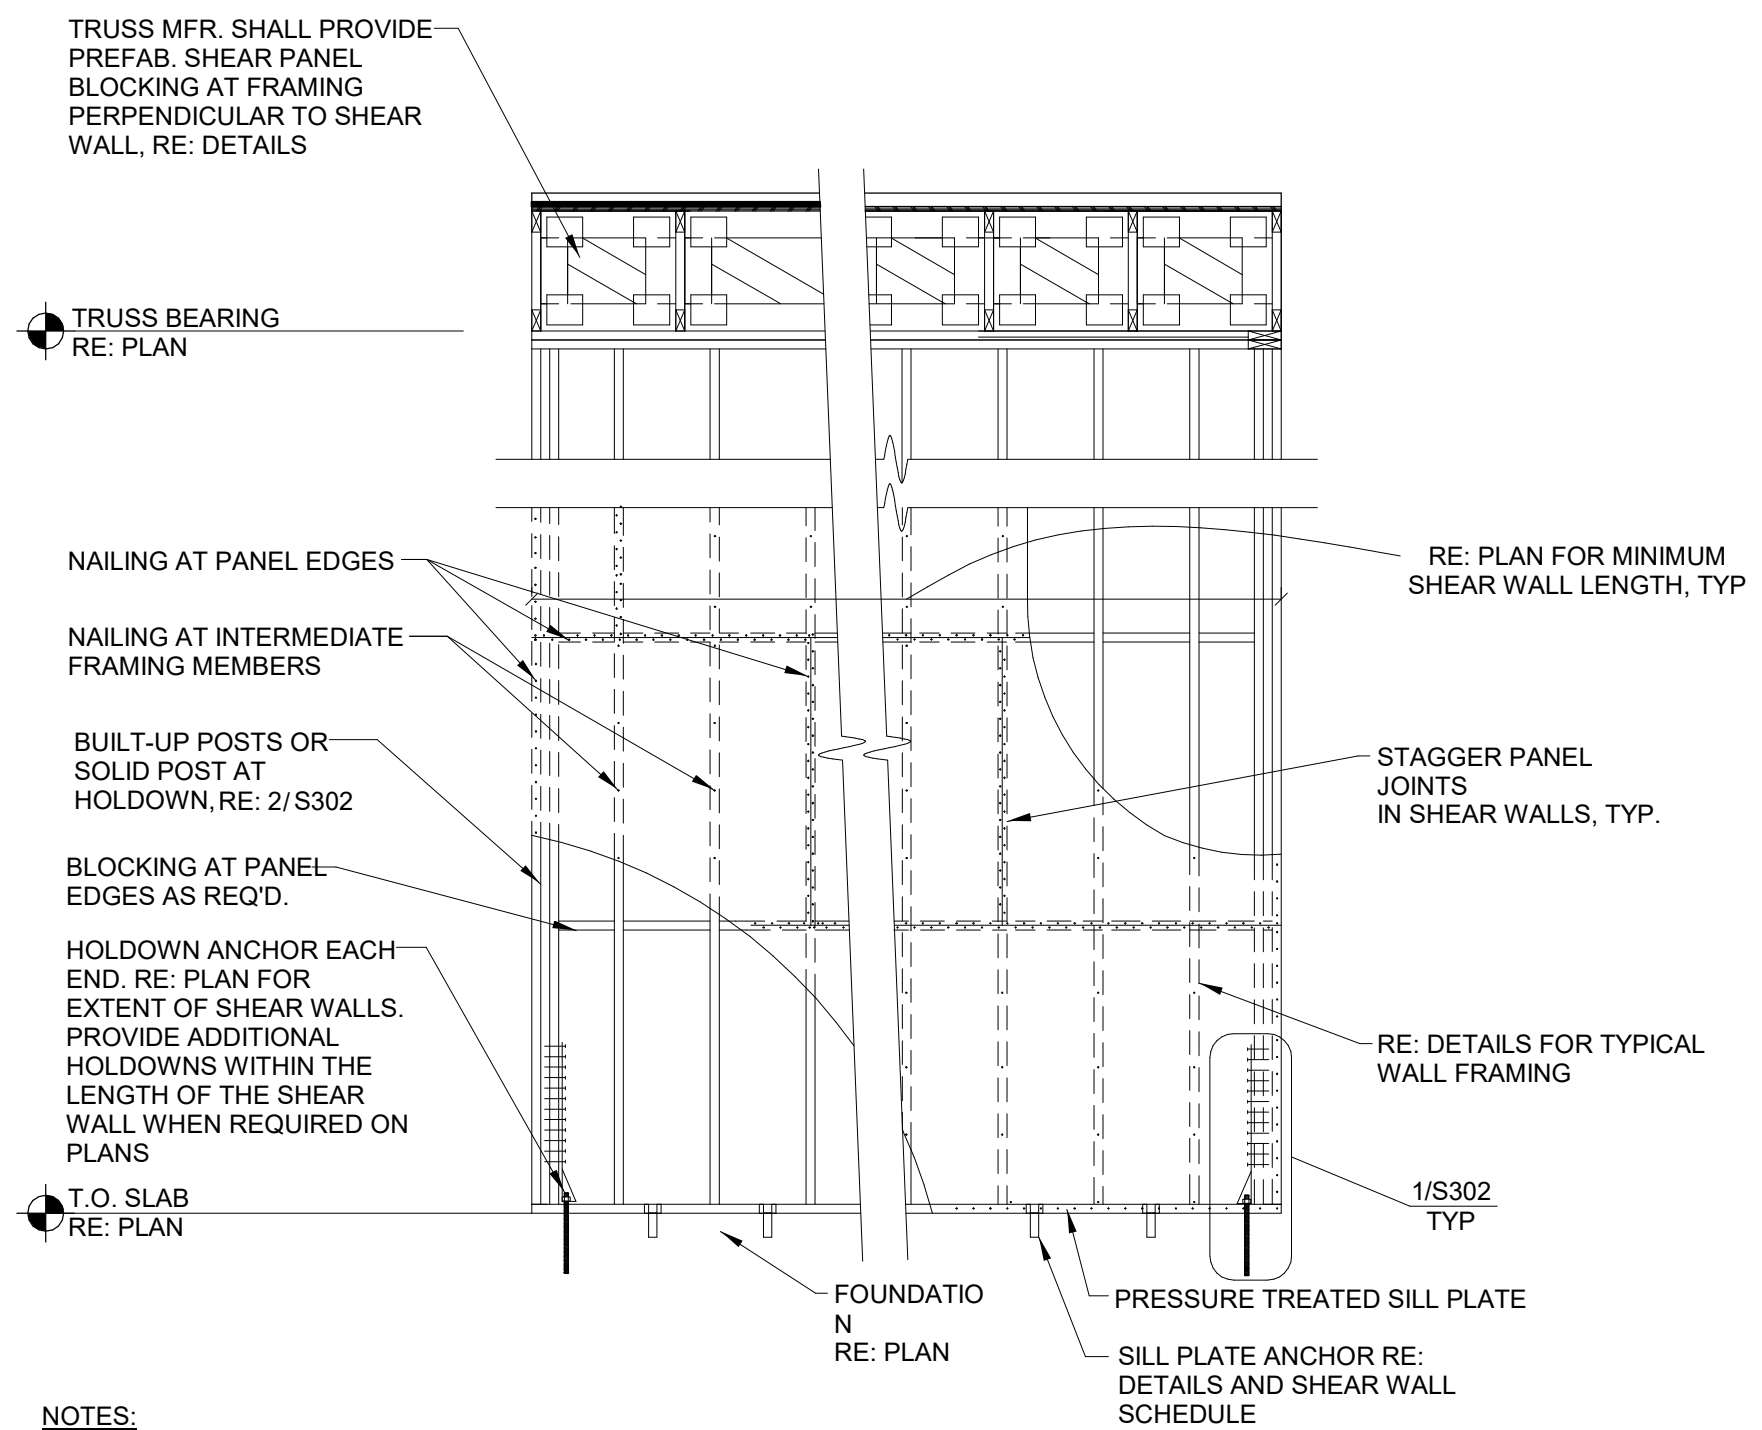 TRUSS MFR. SHALL PROVIDE
PREFAB. SHEAR PANEL
BLOCKING AT FRAMING
PERPENDICULAR TO SHEAR
WALL, RE: DETAILS
TRUSS BEARING
RE: PLAN
NAILING AT PANEL EDGES
NAILING AT INTERMEDIATE
FRAMING MEMBERS
BUILT-UP POSTS OR
SOLID POST AT
HOLDOWN, RE: 2/S302
BLOCKING AT PANEL
EDGES AS REQ'D.
HOLDOWN ANCHOR EACH
END. RE: PLAN FOR
EXTENT OF SHEAR WALLS.
PROVIDE ADDITIONAL
HOLDOWNS WITHIN THE
LENGTH OF THE SHEAR
WALL WHEN REQUIRED ON
PLANS
T.O. SLAB
RE: PLAN
RE: PLAN FOR MINIMUM
SHEAR WALL LENGTH, TYP
STAGGER PANEL
JOINTS
IN SHEAR WALLS, TYP.
RE: DETAILS FOR TYPICAL
WALL FRAMING
1/S302
TYP
FOUNDATIO
N
RE: PLAN
PRESSURE TREATED SILL PLATE
SILL PLATE ANCHOR RE:
DETAILS AND SHEAR WALL
SCHEDULE
NOTES: